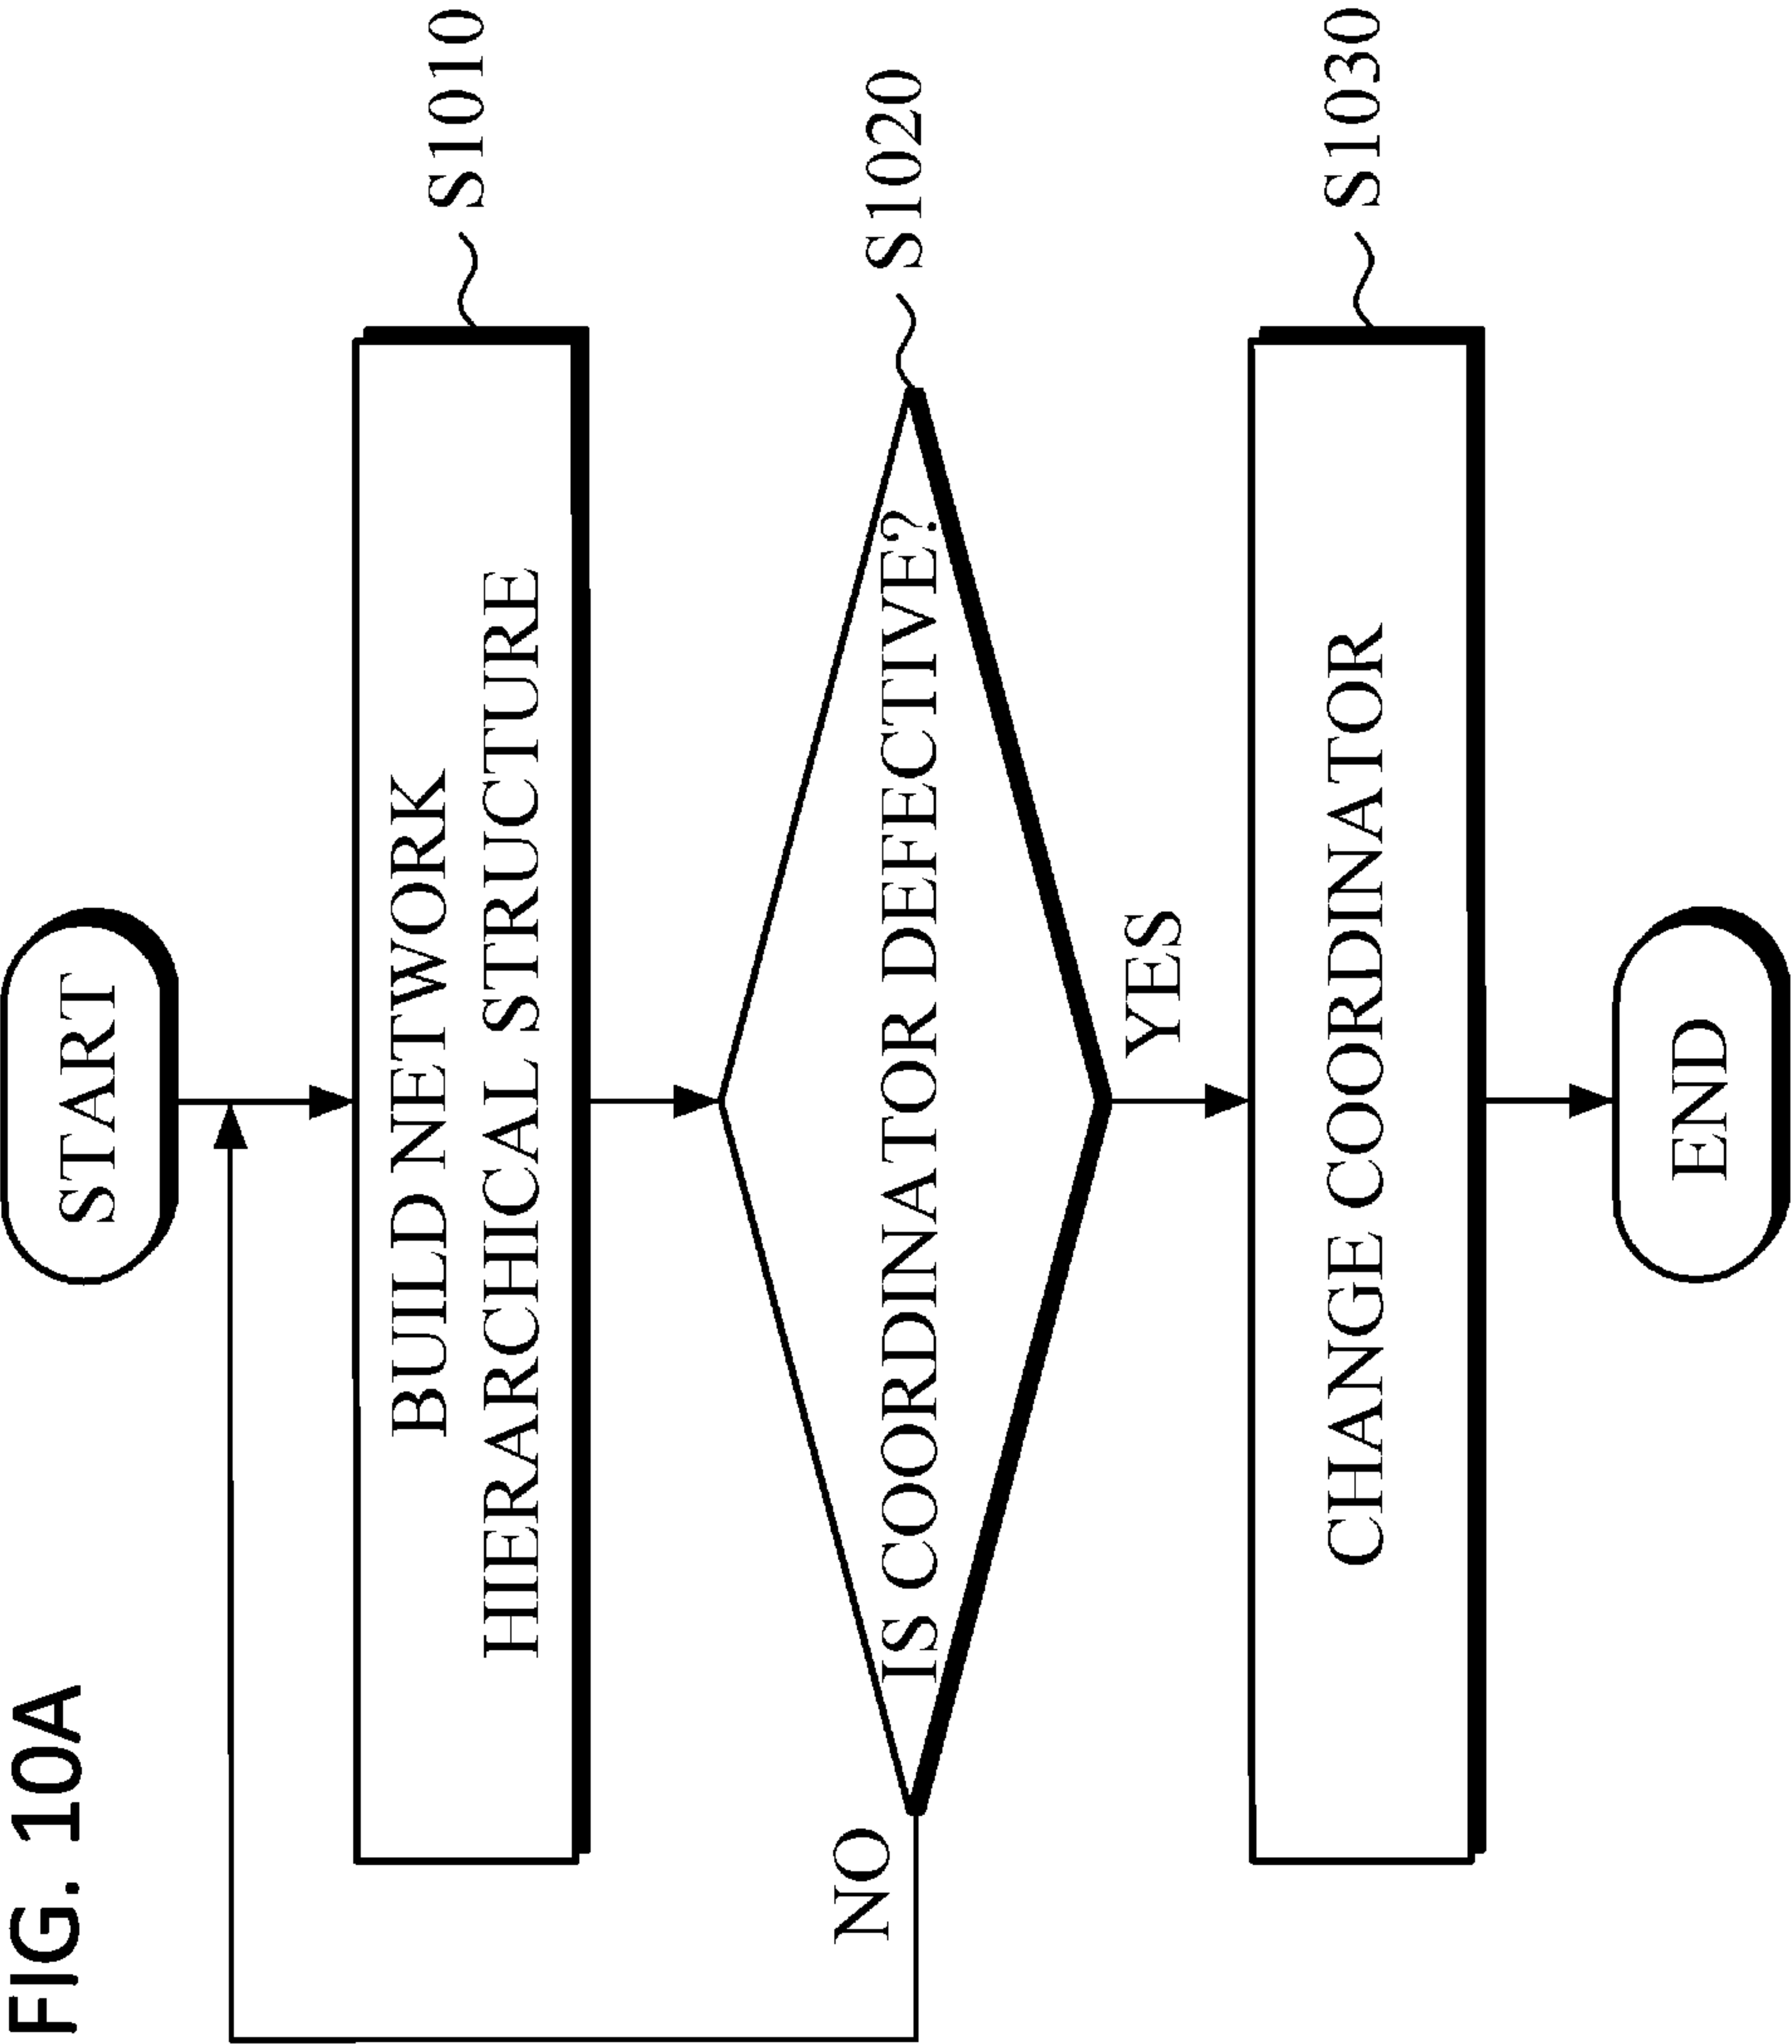 FIG. 10A
START
BUILD NETWORK
HIERARCHICAL STRUCTURE
S1010
IS COORDINATOR DEFECTIVE?
S1020
NO
YES
CHANGE COORDINATOR
S1030
END